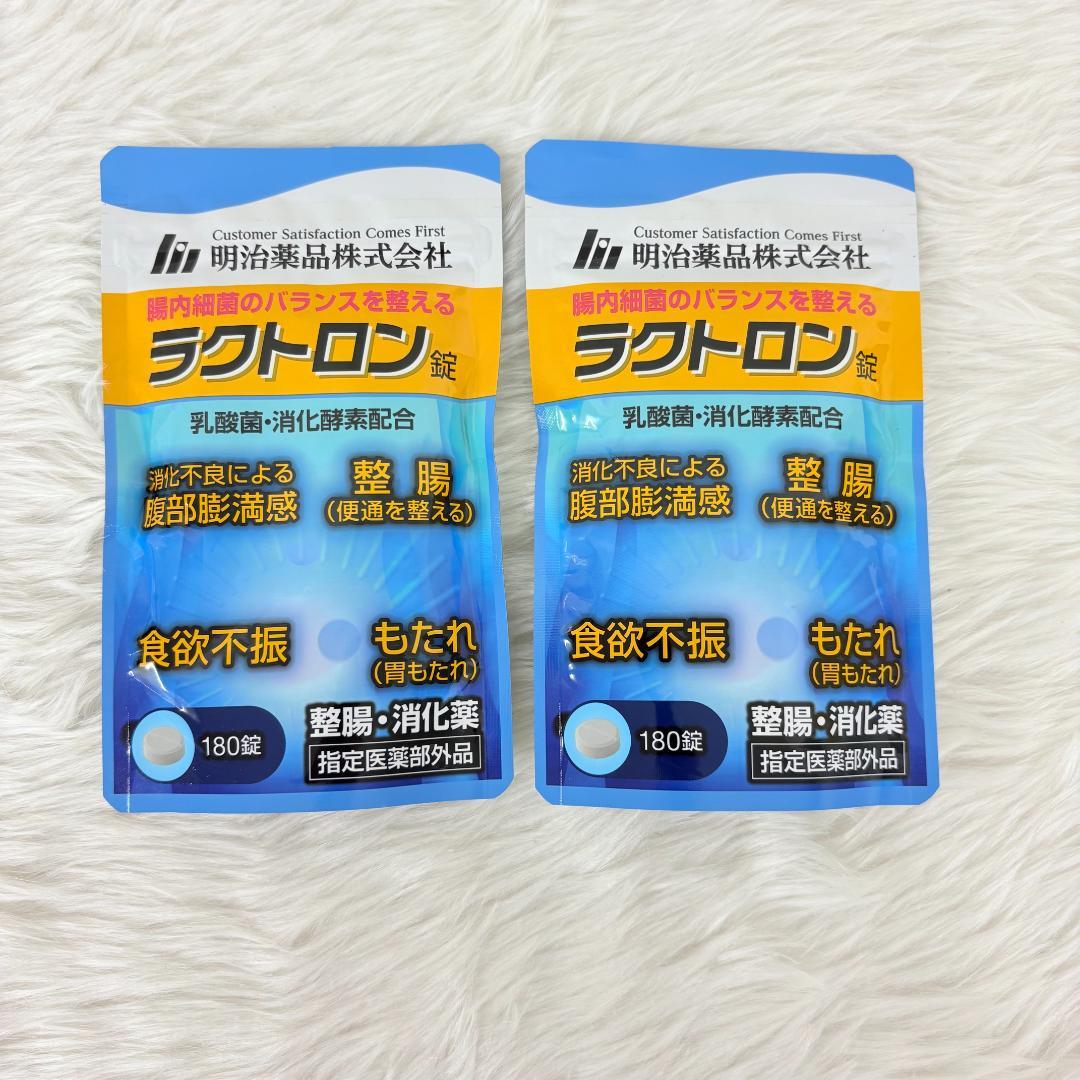 Customer Satisfaction Comes First
明治薬品株式会社
腸内細菌のバランスを整える
ラクトロン錠
乳酸菌・消化酵素配合
消化不良による
腹部膨満感
整腸
(便通を整える)
食欲不振
もたれ
(胃もたれ)
180錠
整腸・消化薬
指定医薬部外品
Customer Satisfaction Comes First
明治薬品株式会社
腸内細菌のバランスを整える
ラクトロン錠
乳酸菌・消化酵素配合
消化不良による
腹部膨満感
整腸
(便通を整える)
食欲不振
もたれ
(胃もたれ)
180錠
整腸・消化薬
指定医薬部外品